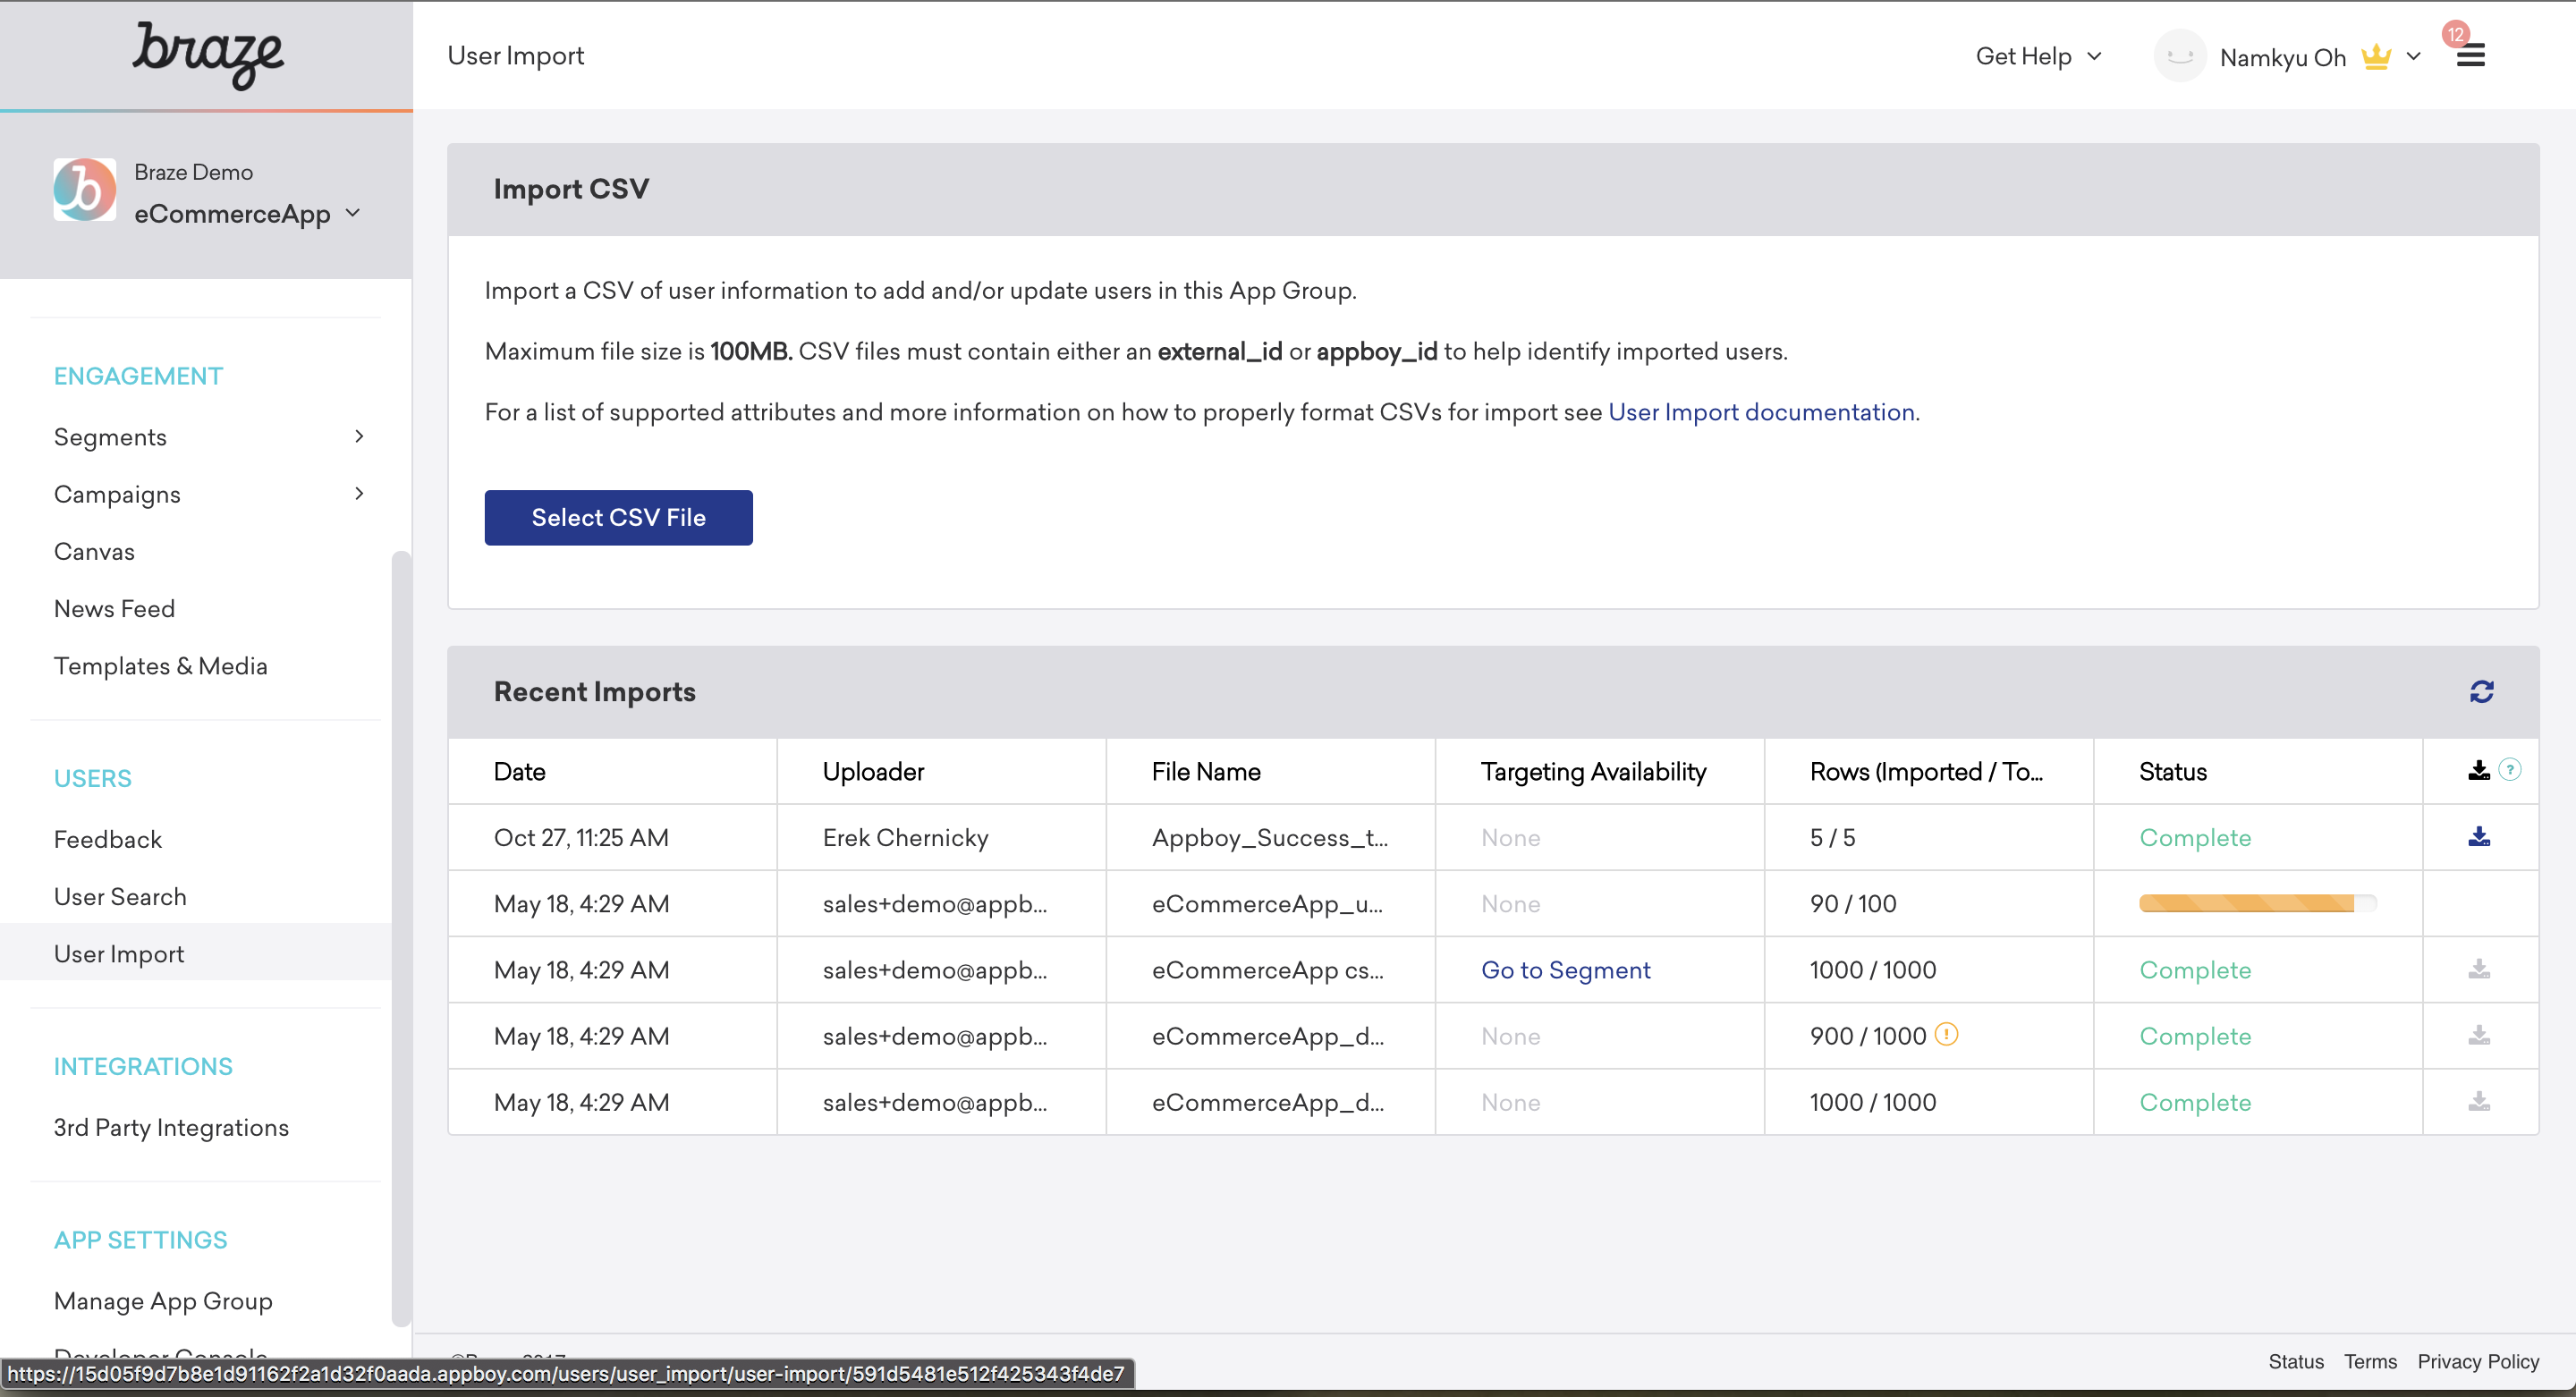 braze
User Import
Get Help
Namkyu Oh
12
Braze Demo
eCommerceApp
ENGAGEMENT
Segments
Campaigns
Canvas
News Feed
Templates & Media
USERS
Feedback
User Search
User Import
INTEGRATIONS
3rd Party Integrations
APP SETTINGS
Manage App Group
Developer Console
Import CSV
Import a CSV of user information to add and/or update users in this App Group.
Maximum file size is 100MB. CSV files must contain either an external_id or appboy_id to help identify imported users.
For a list of supported attributes and more information on how to properly format CSVs for import see User Import documentation.
Select CSV File
Recent Imports
Date Uploader File Name Targeting Availability Rows (Imported / To... Status ?
Oct 27, 11:25 AM Erek Chernicky Appboy_Success_t... None 5 / 5 Complete
May 18, 4:29 AM sales+demo@appb... eCommerceApp_u... None 90 / 100
May 18, 4:29 AM sales+demo@appb... eCommerceApp cs... Go to Segment 1000 / 1000 Complete
May 18, 4:29 AM sales+demo@appb... eCommerceApp_d... None 900 / 1000 Complete
May 18, 4:29 AM sales+demo@appb... eCommerceApp_d... None 1000 / 1000 Complete
Status Terms Privacy Policy
https://15d05f9d7b8e1d91162f2a1d32f0aada.appboy.com/users/user_import/user-import/591d5481e512f425343f4de7